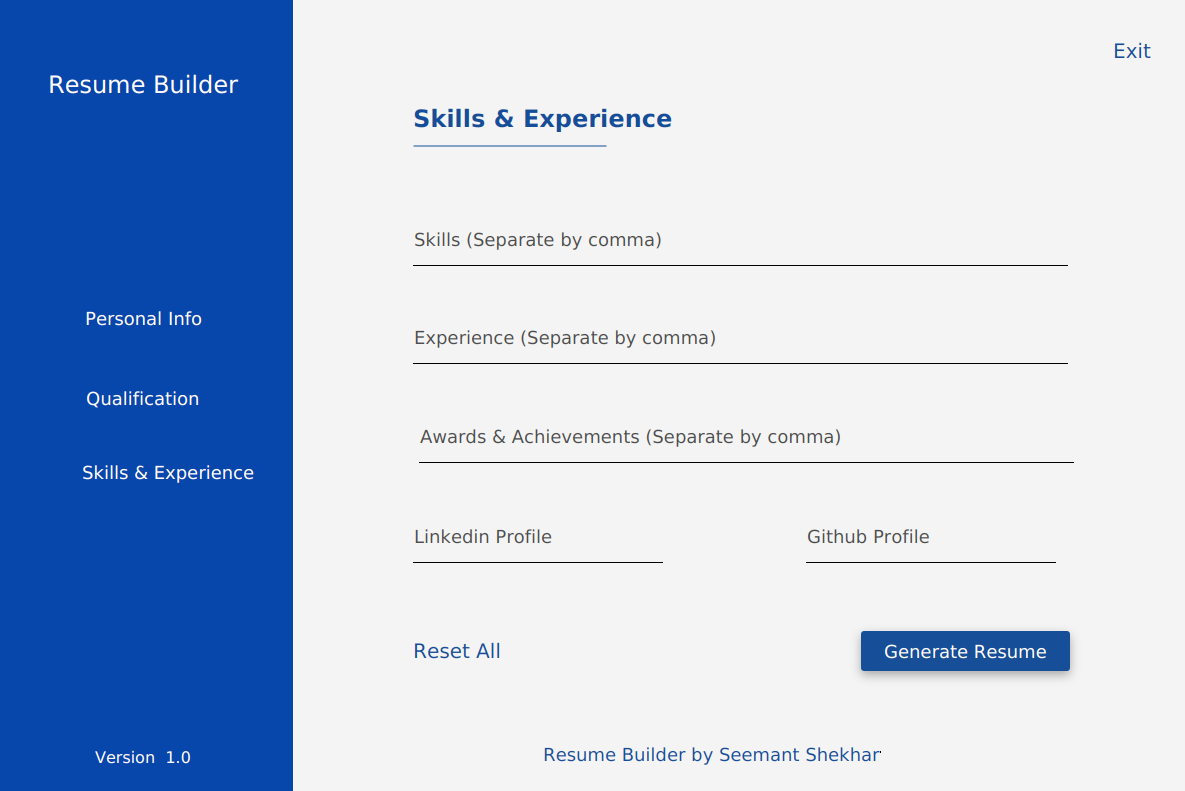 Resume Builder
Personal Info
Qualification
Skills & Experience
Version 1.0
Exit
Skills & Experience
Skills (Separate by comma)
Experience (Separate by comma)
Awards & Achievements (Separate by comma)
Linkedin Profile
Github Profile
Reset All
Generate Resume
Resume Builder by Seemant Shekhar